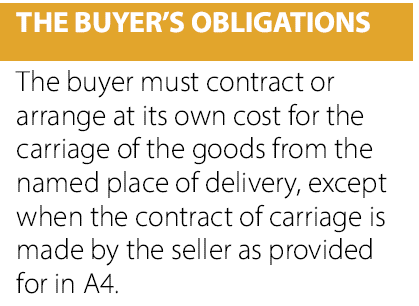 THE BUYER’S OBLIGATIONS
The buyer must contract or
arrange at its own cost for the
carriage of the goods from the
named place of delivery, except
when the contract of carriage is
made by the seller as provided
for in A4.